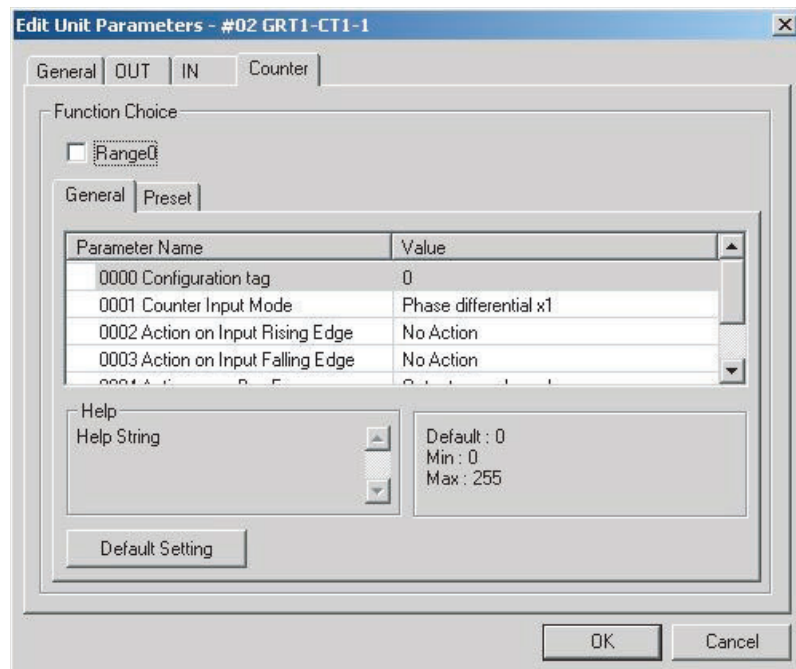 Edit Unit Parameters - #02 GRT1-CT1-1
General OUT IN Counter
Function Choice
Range0
General Preset
Parameter Name Value
0000 Configuration tag 0
0001 Counter Input Mode Phase differential x1
0002 Action on Input Rising Edge No Action
0003 Action on Input Falling Edge No Action
Help
Help String
Default : 0
Min : 0
Max : 255
Default Setting
OK Cancel